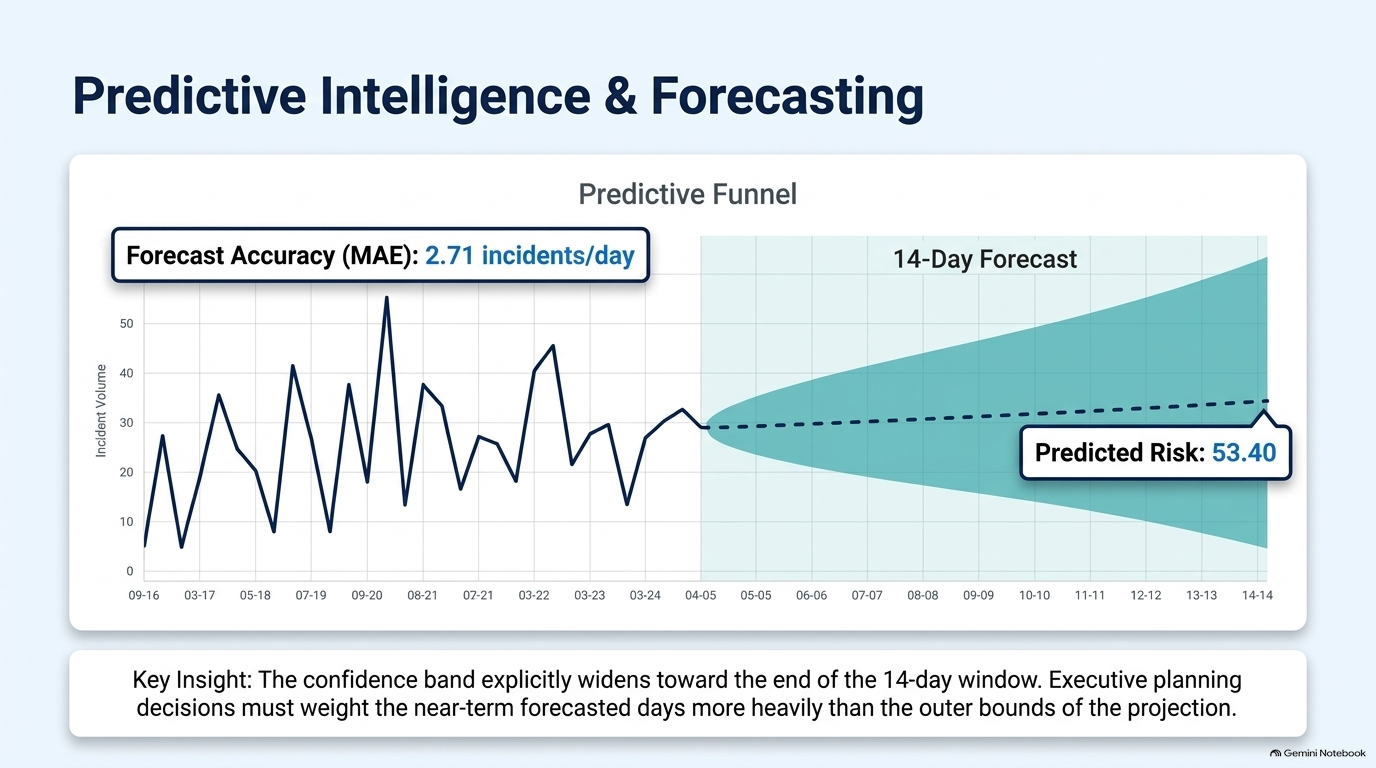 Predictive Intelligence & Forecasting
Predictive Funnel
Forecast Accuracy (MAE): 2.71 incidents/day
14-Day Forecast
Incident Volume
50
40
30
20
10
0
Predicted Risk: 53.40
09-16 03-17 05-18 07-19 09-20 08-21 07-21 03-22 03-23 03-24 04-05 05-05 06-06 07-07 08-08 09-09 10-10 11-11 12-12 13-13 14-14
Key Insight: The confidence band explicitly widens toward the end of the 14-day window. Executive planning
decisions must weight the near-term forecasted days more heavily than the outer bounds of the projection.
Gemini Notebook